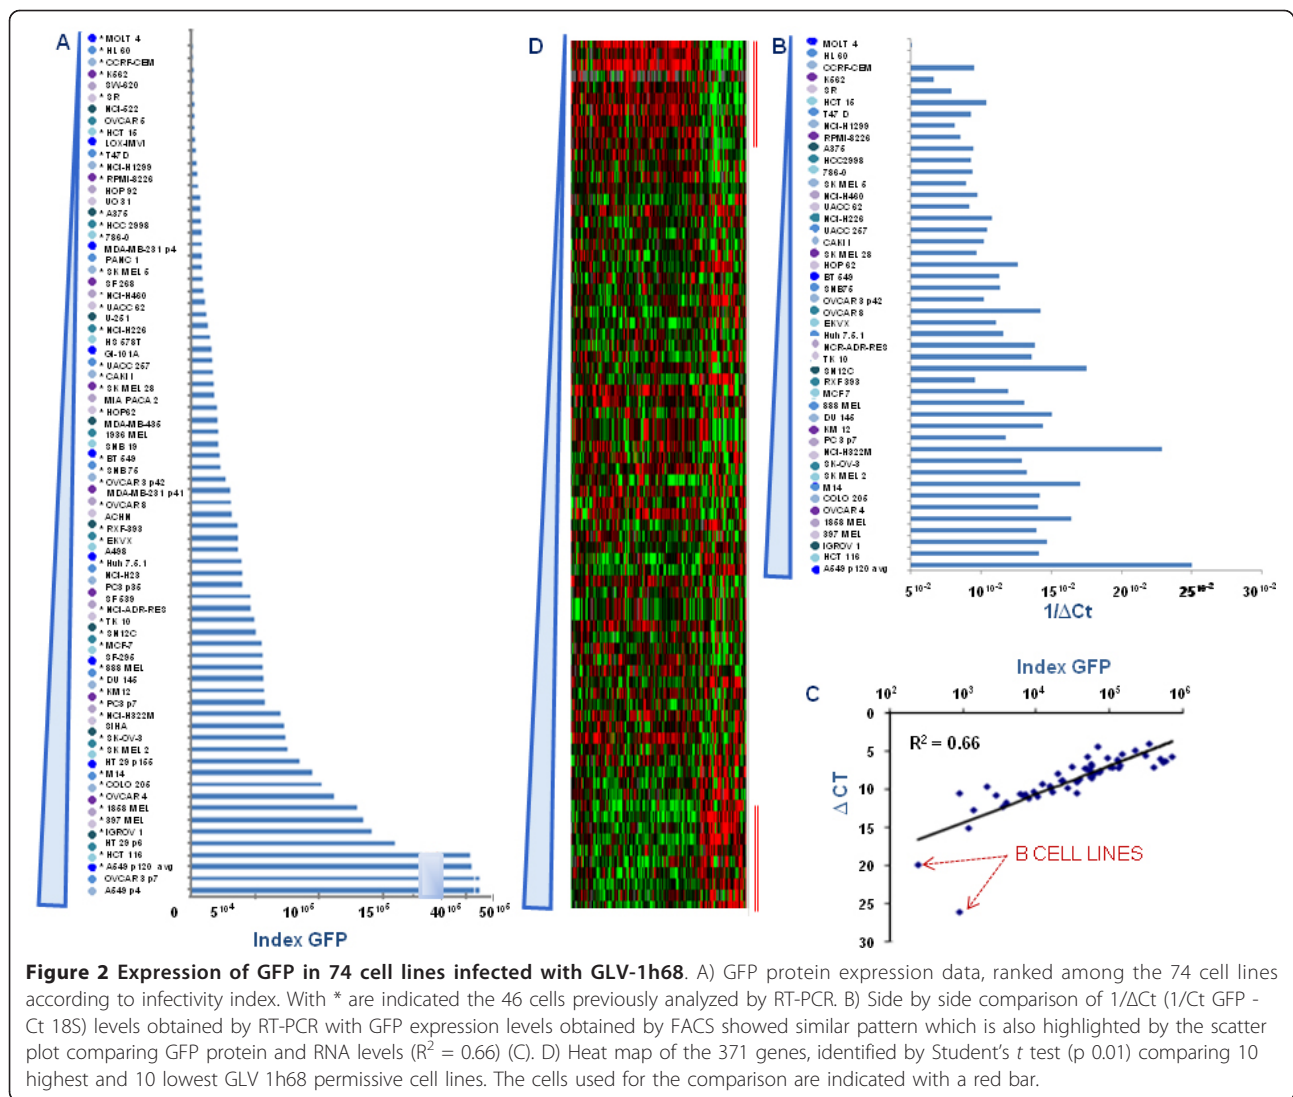 A
* MOLT 4
* HL 60
* CCRF-CEM
* K562
SW-620
* SR
NCI-522
OVCAR 5
* HCT 15
LOX-IMVI
* T47 D
* NCI-H1299
* RPMI-8226
HOP 92
UO 31
* A375
* HCC 2998
* 786-0
MDA-MB-231 p4
PANC 1
* SK MEL 5
SF 268
* NCI-H460
* UACC 62
U-251
* NCI-H226
HS 578T
GI-101A
* UACC 257
* CAKI I
* SK MEL 28
MIA PACA 2
* HOP62
MDA-MB-435
1936 MEL
SNB 19
* BT 549
* SNB 75
* OVCAR 3 p42
MDA-MB-231 p41
* OVCAR 8
ACHN
* RXF-393
* EKVX
A498
* Huh 7.5.1
NCI-H23
PC3 p35
SF 539
* NCI-ADR-RES
* TK 10
* SN12C
* MCF-7
SF-295
* 888 MEL
* DU 145
* KM 12
* PC3 p7
* NCI-H322M
SIHA
* SK-OV-3
* SK MEL 2
HT 29 p155
* M14
* COLO 205
* OVCAR 4
* 1858 MEL
* 397 MEL
* IGROV 1
HT 29 p6
* HCT 116
* A549 p120 avg
OVCAR 3 p7
A549 p4
0 5^10^4 10^10^5 15^10^5 40^10^5 50^10^5
Index GFP
D
B
MOLT 4
HL 60
CCRF-CEM
K562
SR
HCT 15
T47 D
NCI-H1299
RPMI-8226
A375
HCC2998
786-0
SK MEL 5
NCI-H460
UACC 62
NCI-H226
UACC 257
CAKI I
SK MEL 28
HOP 62
BT 549
SNB75
OVCAR 3 p42
OVCAR 8
EKVX
Huh 7.5.1
NCR-ADR-RES
TK 10
SN12C
RXF 393
MCF7
888 MEL
DU 145
KM 12
PC3 p7
NCI-H322M
SK-OV-3
SK MEL 2
M14
COLO 205
OVCAR 4
1858 MEL
397 MEL
IGROV 1
HCT 116
A549 p120 avg
5^10^-2 10^10^-2 15^10^-2 20^10^-2 25^10^-2 30^10^-2
1/ΔCt
Index GFP
C
10^2 10^3 10^4 10^5 10^6
0
5
10
15
20
25
30
Δ CT
R² = 0.66
B CELL LINES
Figure 2 Expression of GFP in 74 cell lines infected with GLV-1h68. A) GFP protein expression data, ranked among the 74 cell lines
according to infectivity index. With * are indicated the 46 cells previously analyzed by RT-PCR. B) Side by side comparison of 1/ΔCt (1/Ct GFP -
Ct 18S) levels obtained by RT-PCR with GFP expression levels obtained by FACS showed similar pattern which is also highlighted by the scatter
plot comparing GFP protein and RNA levels (R² = 0.66) (C). D) Heat map of the 371 genes, identified by Student's t test (p 0.01) comparing 10
highest and 10 lowest GLV 1h68 permissive cell lines. The cells used for the comparison are indicated with a red bar.